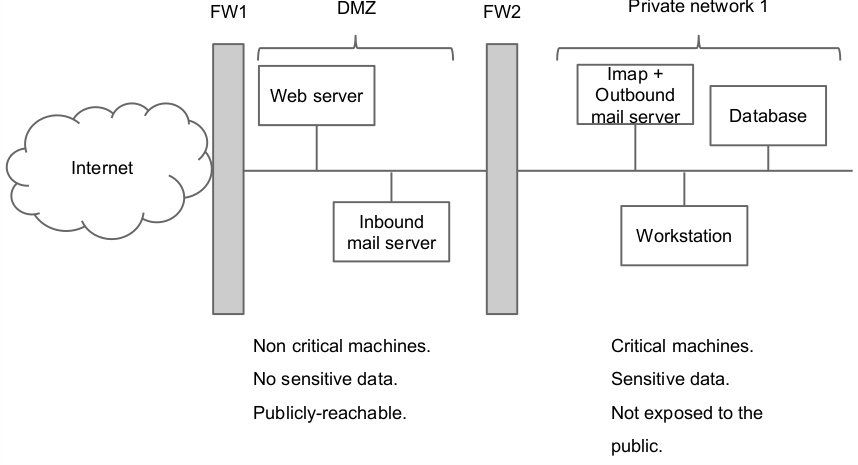 FW1
DMZ
FW2
Private network 1
Web server
Imap +
Outbound
mail server
Database
Internet
Inbound
mail server
Workstation
Non critical machines.
No sensitive data.
Publicly-reachable.
Critical machines.
Sensitive data.
Not exposed to the
public.